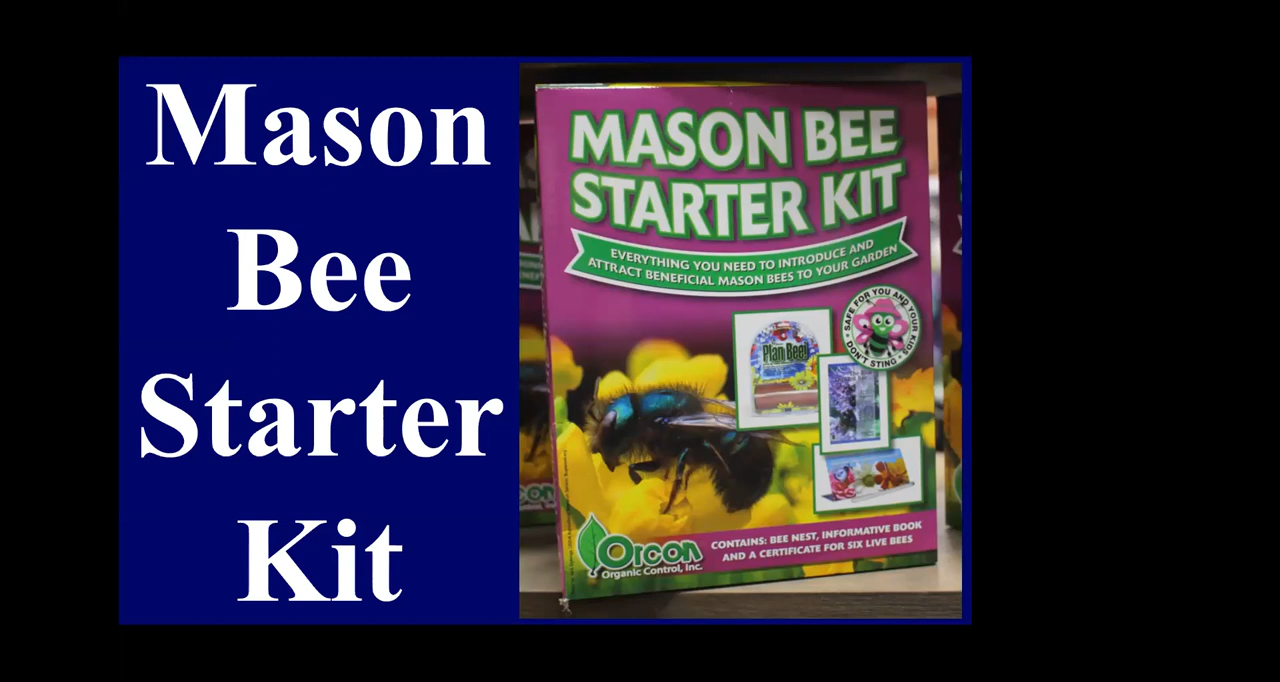 Mason
Bee
Starter
Kit
MASON BEE
STARTER KIT
EVERYTHING YOU NEED TO INTRODUCE AND
ATTRACT BENEFICIAL MASON BEES TO YOUR GARDEN
SAFE FOR YOU AND YOUR KIDS
• DON'T STING •
Plan Bee!
Orcon
Organic Control, Inc.
CONTAINS: BEE NEST, INFORMATIVE BOOK
AND A CERTIFICATE FOR SIX LIVE BEES